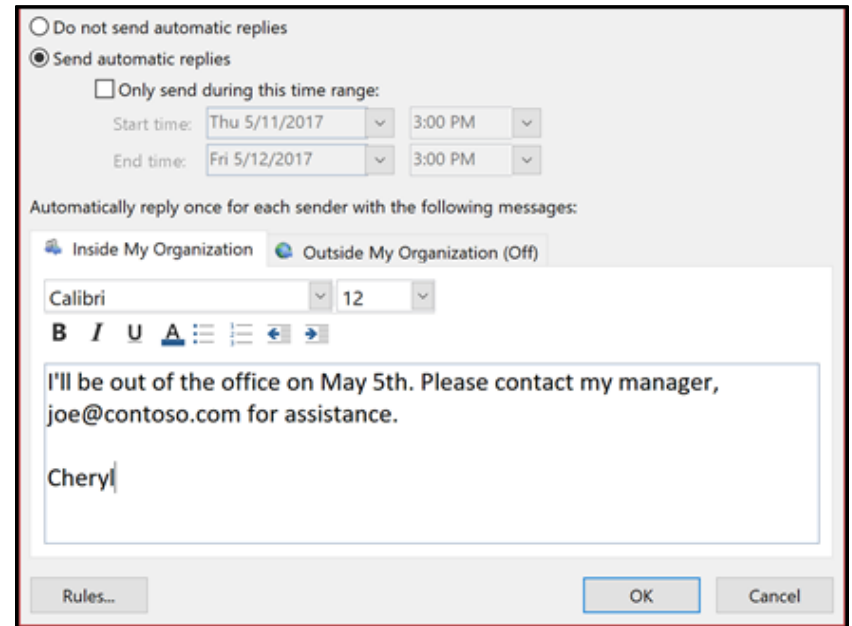 Do not send automatic replies
Send automatic replies
Only send during this time range:
Start time: Thu 5/11/2017 3:00 PM
End time: Fri 5/12/2017 3:00 PM
Automatically reply once for each sender with the following messages:
Inside My Organization Outside My Organization (Off)
Calibri 12
B I U A
I'll be out of the office on May 5th. Please contact my manager,
joe@contoso.com for assistance.
Cheryl
Rules... OK Cancel